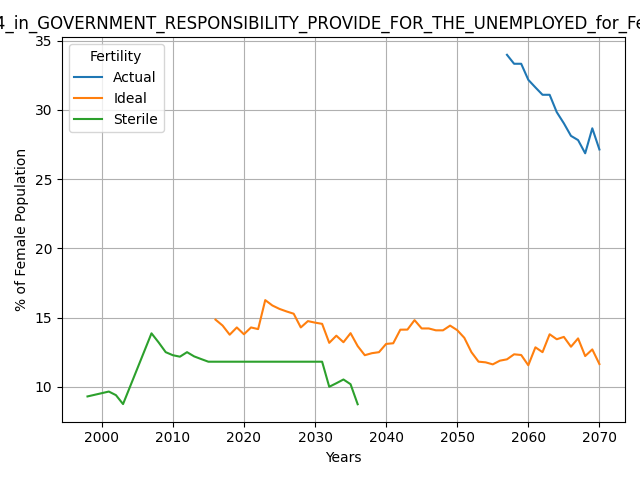 4_in_GOVERNMENT_RESPONSIBILITY_PROVIDE_FOR_THE_UNEMPLOYED_for_Fe
35
30
25
20
15
10
% of Female Population
Fertility
Actual
Ideal
Sterile
2000 2010 2020 2030 2040 2050 2060 2070
Years